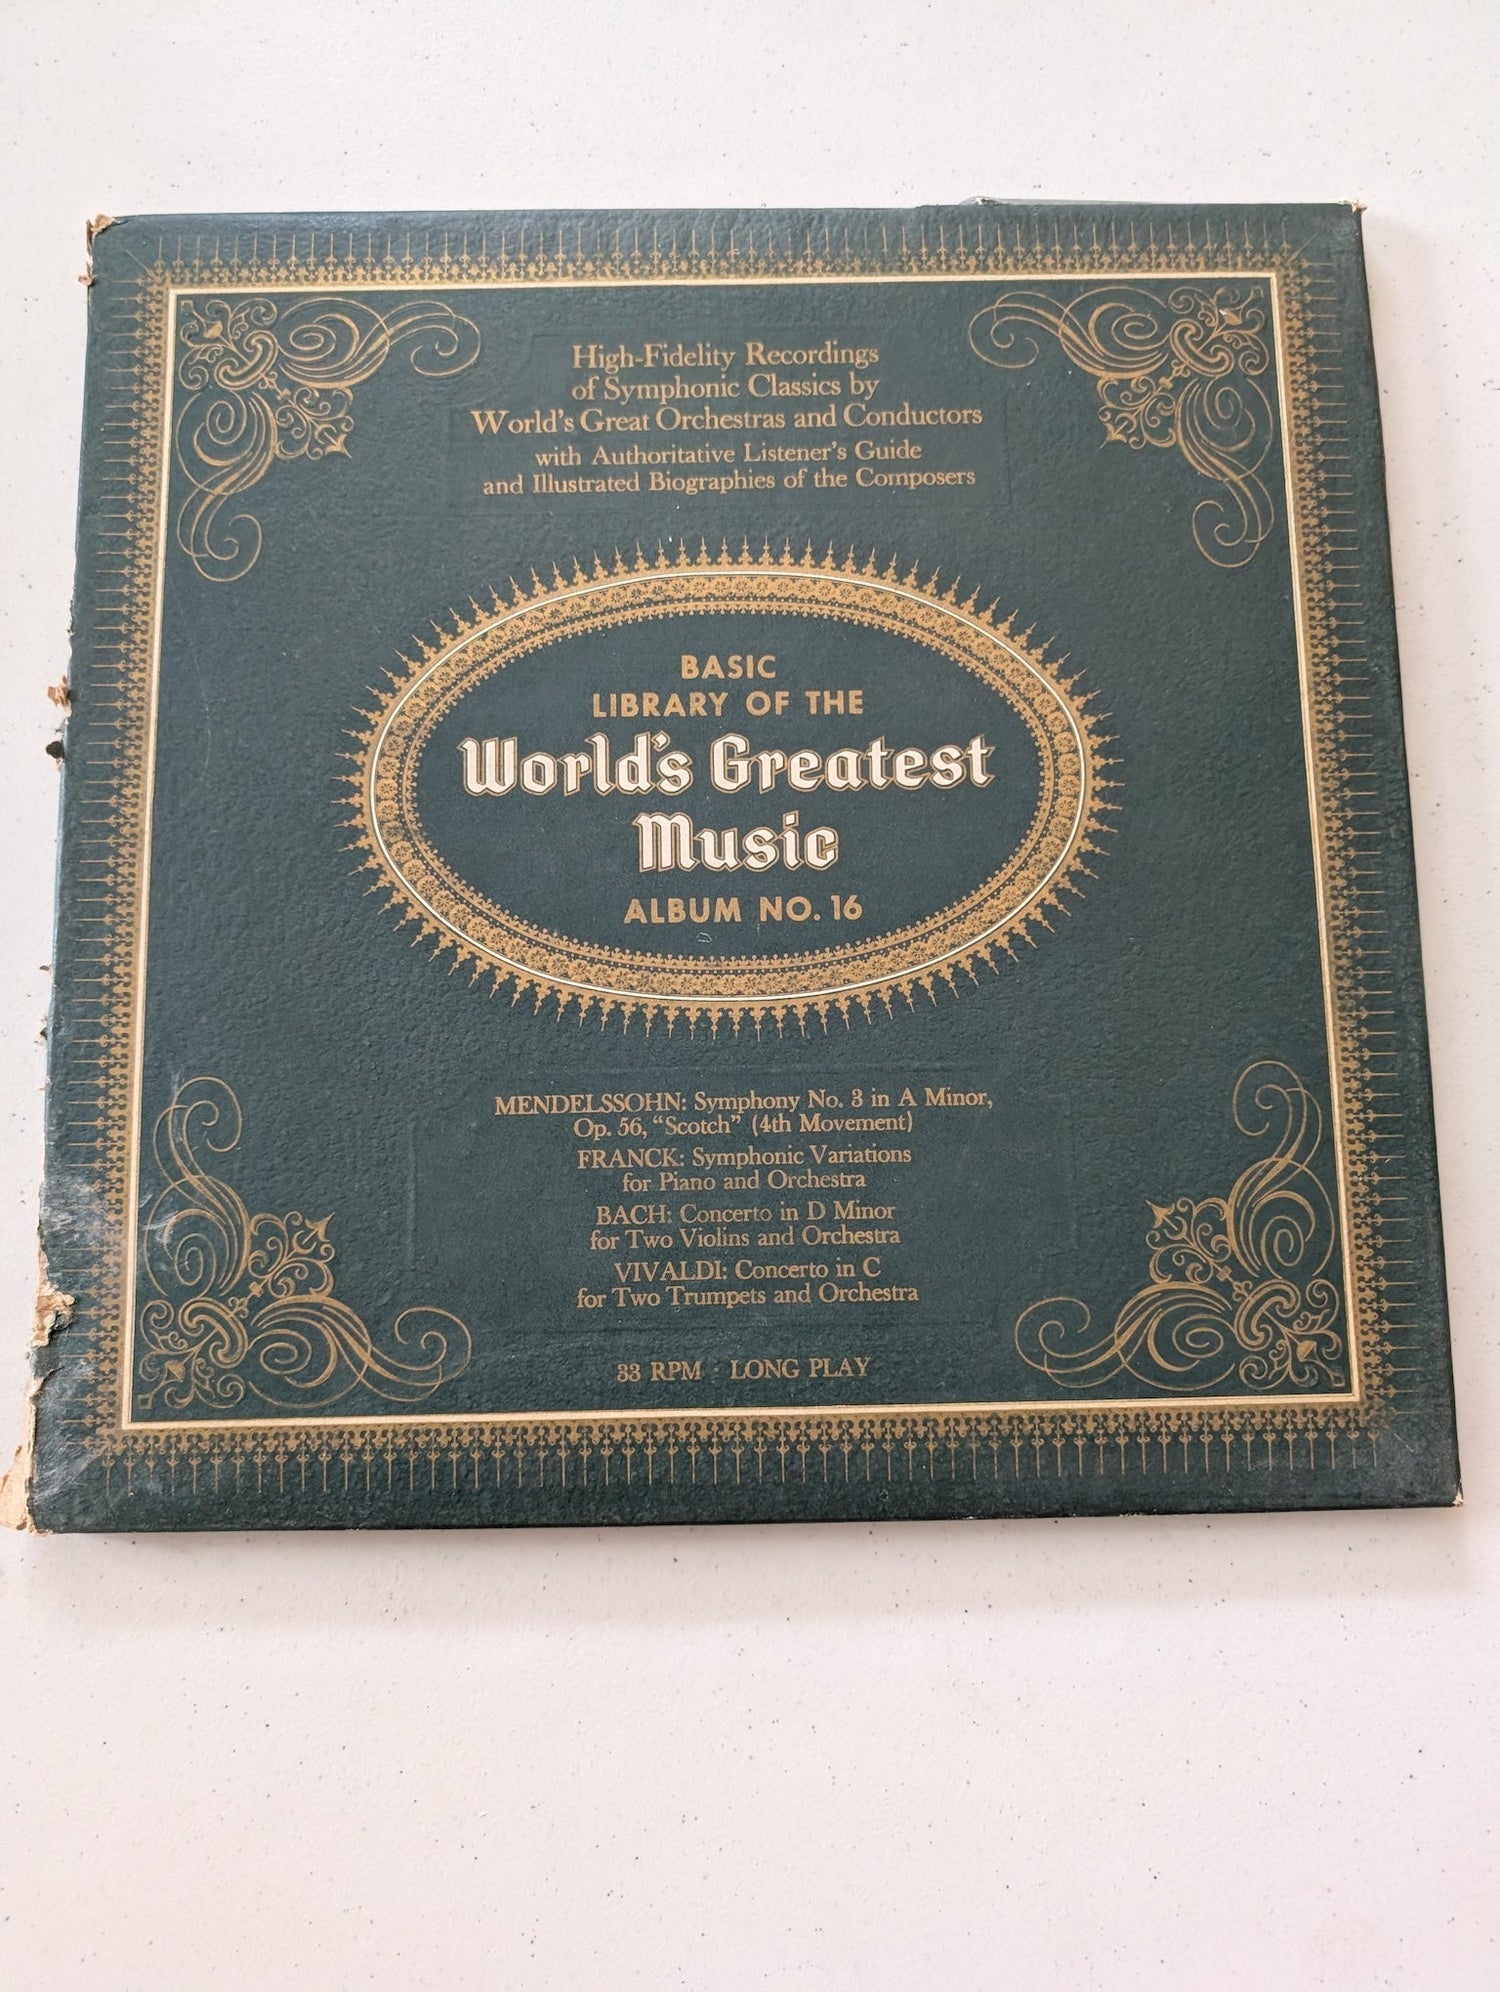 High-Fidelity Recordings
of Symphonic Classics by
World's Great Orchestras and Conductors
with Authoritative Listener's Guide
and Illustrated Biographies of the Composers
BASIC
LIBRARY OF THE
World's Greatest
Music
ALBUM NO. 16
MENDELSSOHN: Symphony No. 3 in A Minor,
Op. 56, "Scotch" (4th Movement)
FRANCK: Symphonic Variations
for Piano and Orchestra
BACH: Concerto in D Minor
for Two Violins and Orchestra
VIVALDI: Concerto in C
for Two Trumpets and Orchestra
33 RPM · LONG PLAY